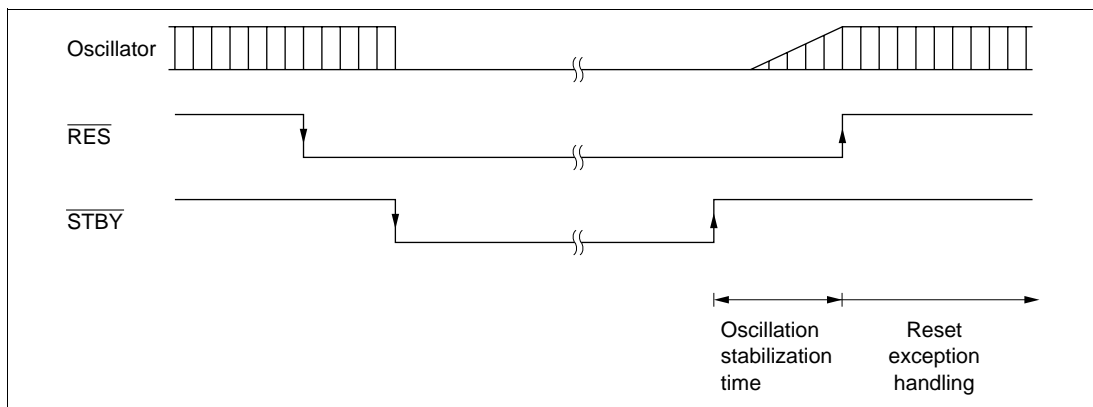 Oscillator
RES
STBY
Oscillation
stabilization
time
Reset
exception
handling